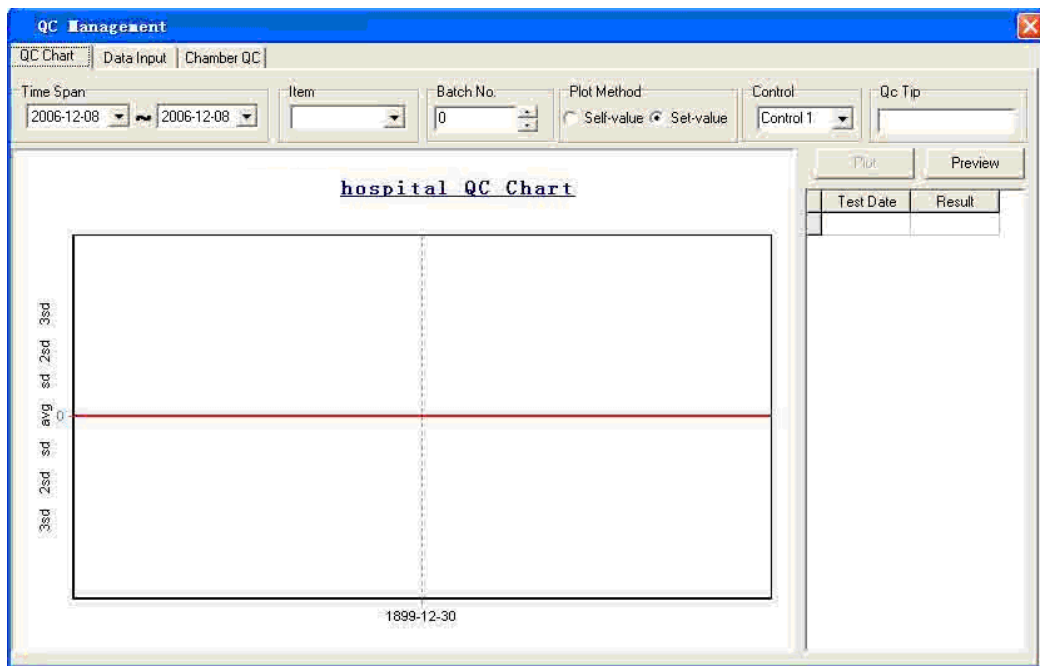 QC Management
QC Chart Data Input Chamber QC
Time Span Item Batch No. Plot Method Control Qc Tip
2006-12-08 ~ 2006-12-08 0 Self-value Set-value Control 1
Plot Preview
hospital QC Chart
Test Date Result
3sd
2sd
sd
avg 0
sd
2sd
3sd
1899-12-30